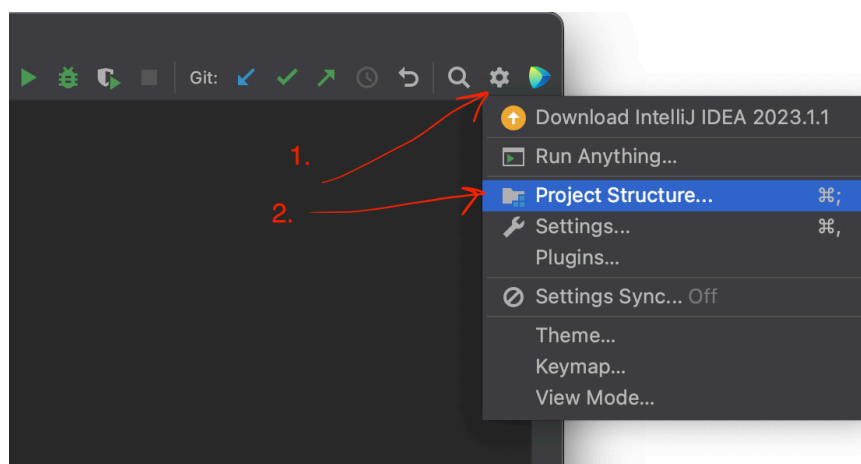 Git:
1.
2.
Download IntelliJ IDEA 2023.1.1
Run Anything...
Project Structure... ⌘;
Settings... ⌘,
Plugins...
Settings Sync... Off
Theme...
Keymap...
View Mode...